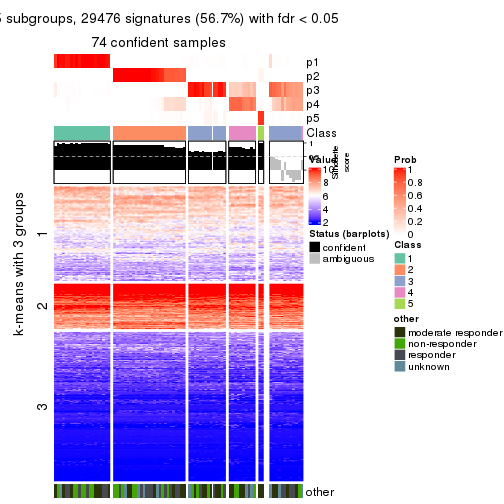 5 subgroups, 29476 signatures (56.7%) with fdr < 0.05
74 confident samples
p1
p2
p3
p4
p5
Class
1
0.5
Silhouette
score
k-means with 3 groups
1
2
3
other
Value
10
8
6
4
2
Status (barplots)
confident
ambiguous
Prob
1
0.8
0.6
0.4
0.2
0
Class
1
2
3
4
5
other
moderate responder
non-responder
responder
unknown